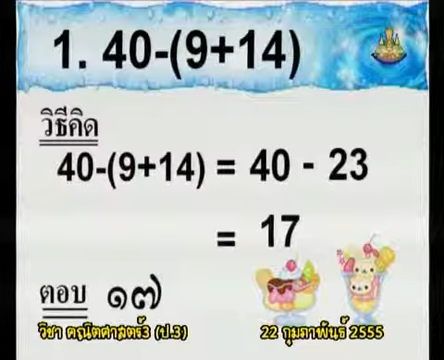 1. 40-(9+14)
วิธีคิด
40-(9+14) = 40 - 23
= 17
ตอบ ๑๗
วิชา คณิตศาสตร์3 (ป.3) 22 กุมภาพันธ์ 2555